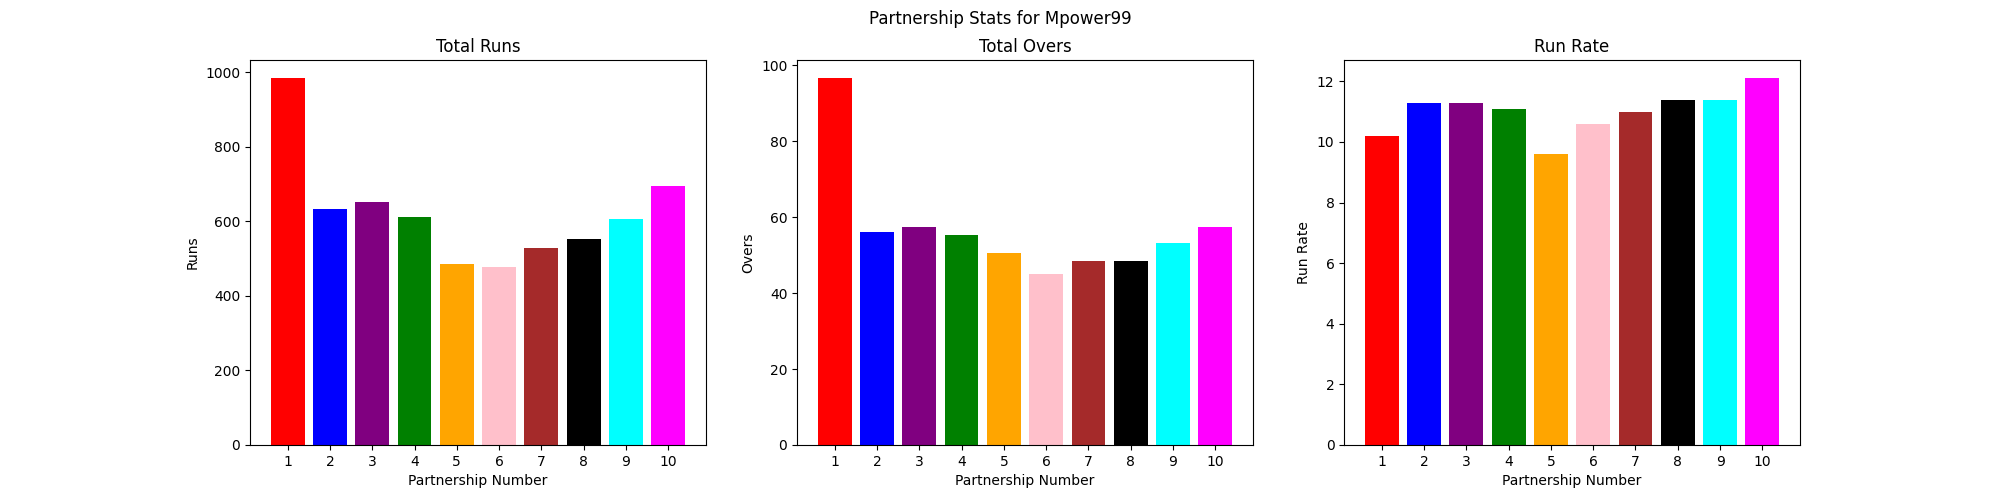 Partnership Stats for Mpower99
Total Runs
1000
800
600
400
200
0
Runs
1 2 3 4 5 6 7 8 9 10
Partnership Number
Total Overs
100
80
60
40
20
0
Overs
1 2 3 4 5 6 7 8 9 10
Partnership Number
Run Rate
12
10
8
6
4
2
0
Run Rate
1 2 3 4 5 6 7 8 9 10
Partnership Number